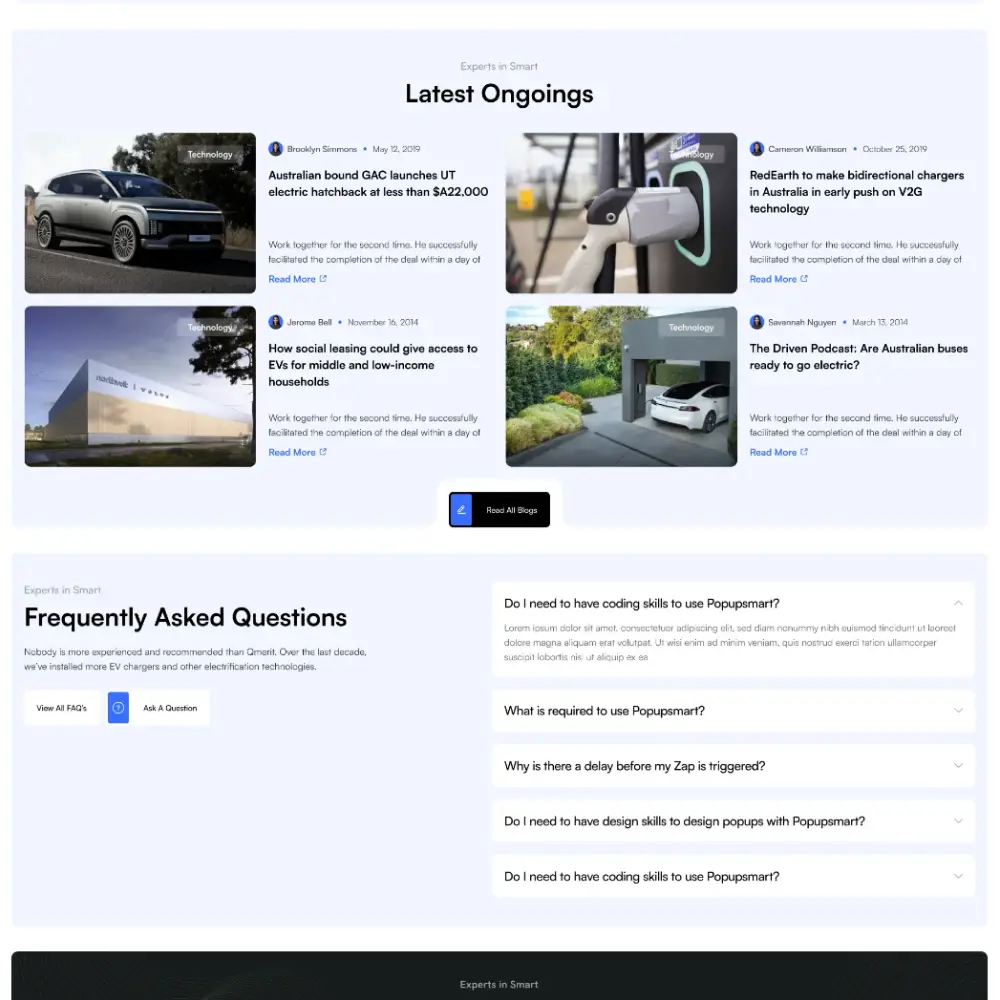 Experts in Smart
Latest Ongoings
Technology
Brooklyn Simmons • May 12, 2019
Australian bound GAC launches UT
electric hatchback at less than $A22,000
Work together for the second time. He successfully
facilitated the completion of the deal within a day of
Read More
Technology
Cameron Williamson • October 25, 2019
RedEarth to make bidirectional chargers
in Australia in early push on V2G
technology
Work together for the second time. He successfully
facilitated the completion of the deal within a day of
Read More
Technology
Jerome Bell • November 16, 2014
How social leasing could give access to
EVs for middle and low-income
households
Work together for the second time. He successfully
facilitated the completion of the deal within a day of
Read More
Technology
Savannah Nguyen • March 13, 2014
The Driven Podcast: Are Australian buses
ready to go electric?
Work together for the second time. He successfully
facilitated the completion of the deal within a day of
Read More
Read All Blogs
Experts in Smart
Frequently Asked Questions
Nobody is more experienced and recommended than Qmerit. Over the last decade,
we've installed more EV chargers and other electrification technologies.
View All FAQ's
Ask A Question
Do I need to have coding skills to use Popupsmart?
Lorem ipsum dolor sit amet, consectetuer adipiscing elit, sed diam nonummy nibh euismod tincidunt ut laoreet
dolore magna aliquam erat volutpat. Ut wisi enim ad minim veniam, quis nostrud exerci tation ullamcorper
suscipit lobortis nisl ut aliquip ex ea
What is required to use Popupsmart?
Why is there a delay before my Zap is triggered?
Do I need to have design skills to design popups with Popupsmart?
Do I need to have coding skills to use Popupsmart?
Experts in Smart